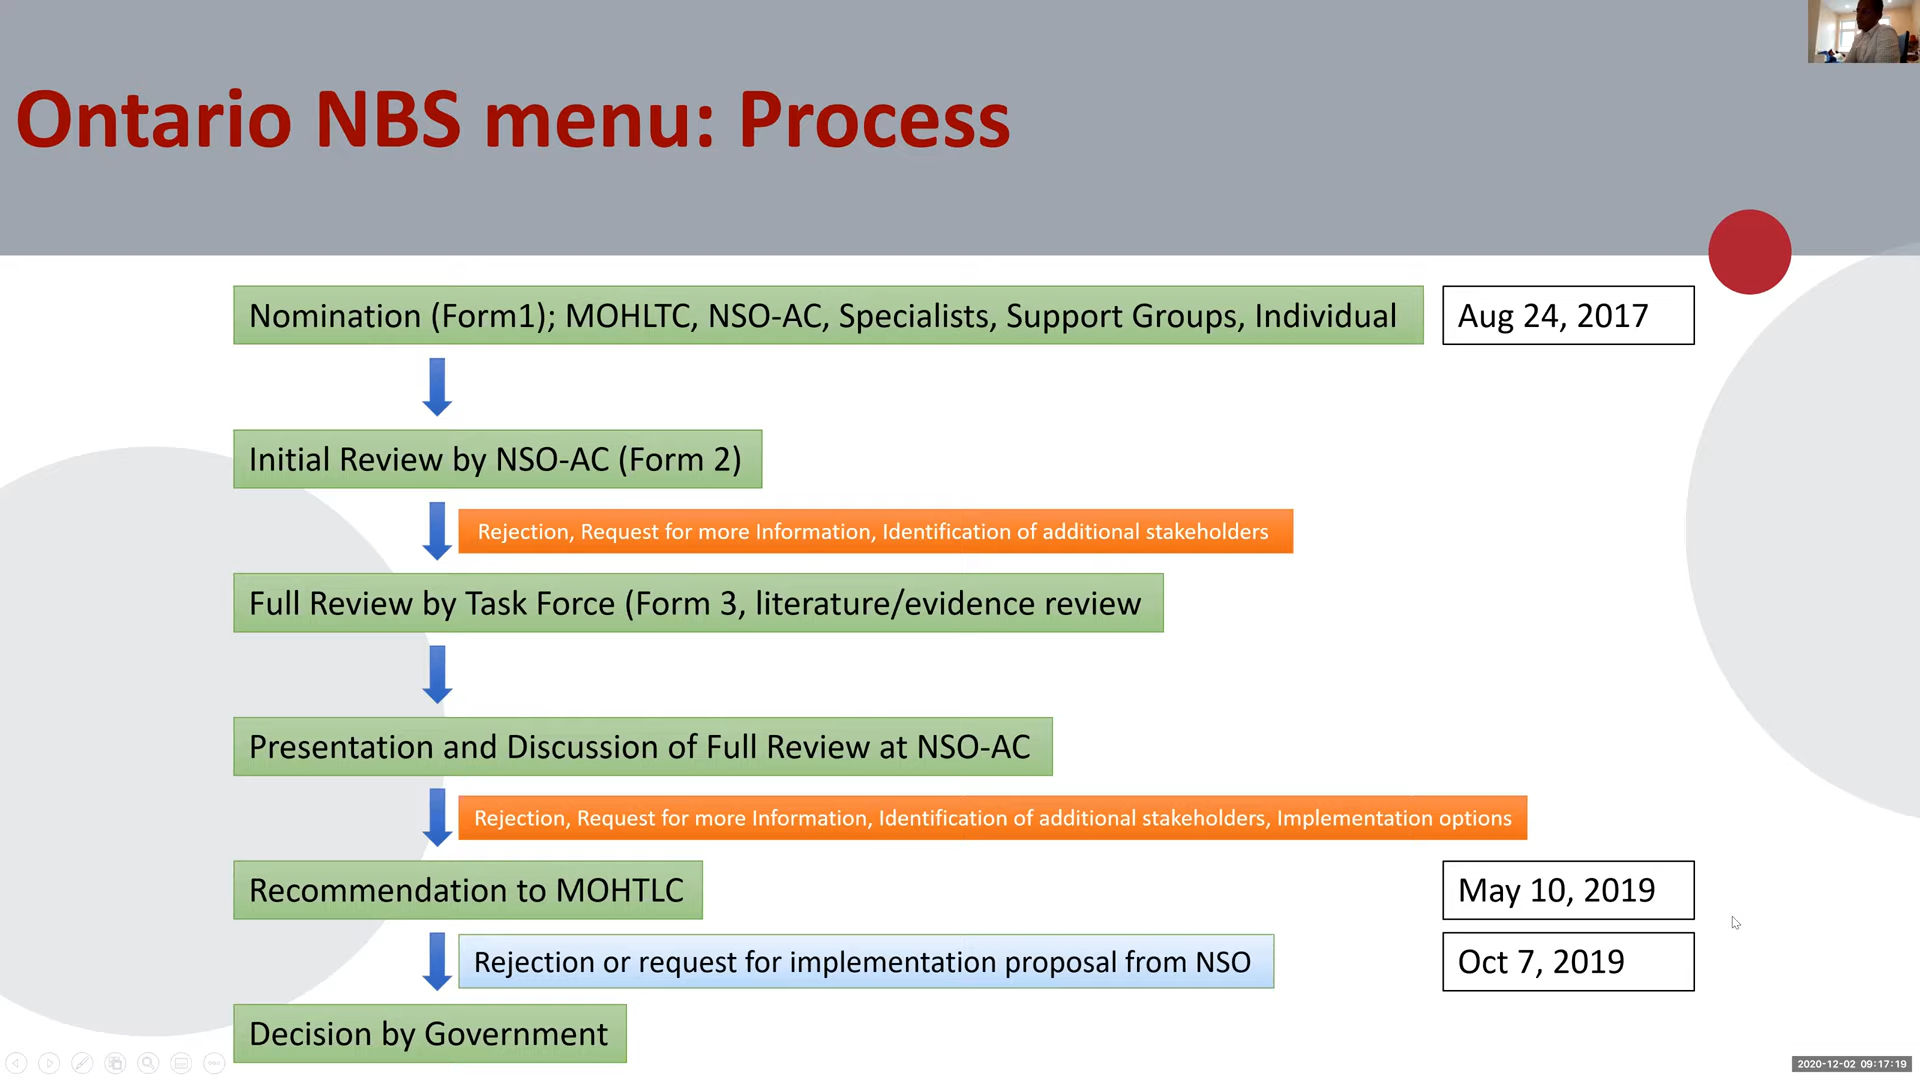 Ontario NBS menu: Process
Nomination (Form1); MOHLTC, NSO-AC, Specialists, Support Groups, Individual
Aug 24, 2017
Initial Review by NSO-AC (Form 2)
Rejection, Request for more Information, Identification of additional stakeholders
Full Review by Task Force (Form 3, literature/evidence review
Presentation and Discussion of Full Review at NSO-AC
Rejection, Request for more Information, Identification of additional stakeholders, Implementation options
Recommendation to MOHTLC
May 10, 2019
Rejection or request for implementation proposal from NSO
Oct 7, 2019
Decision by Government
2020-12-02 09:17:19